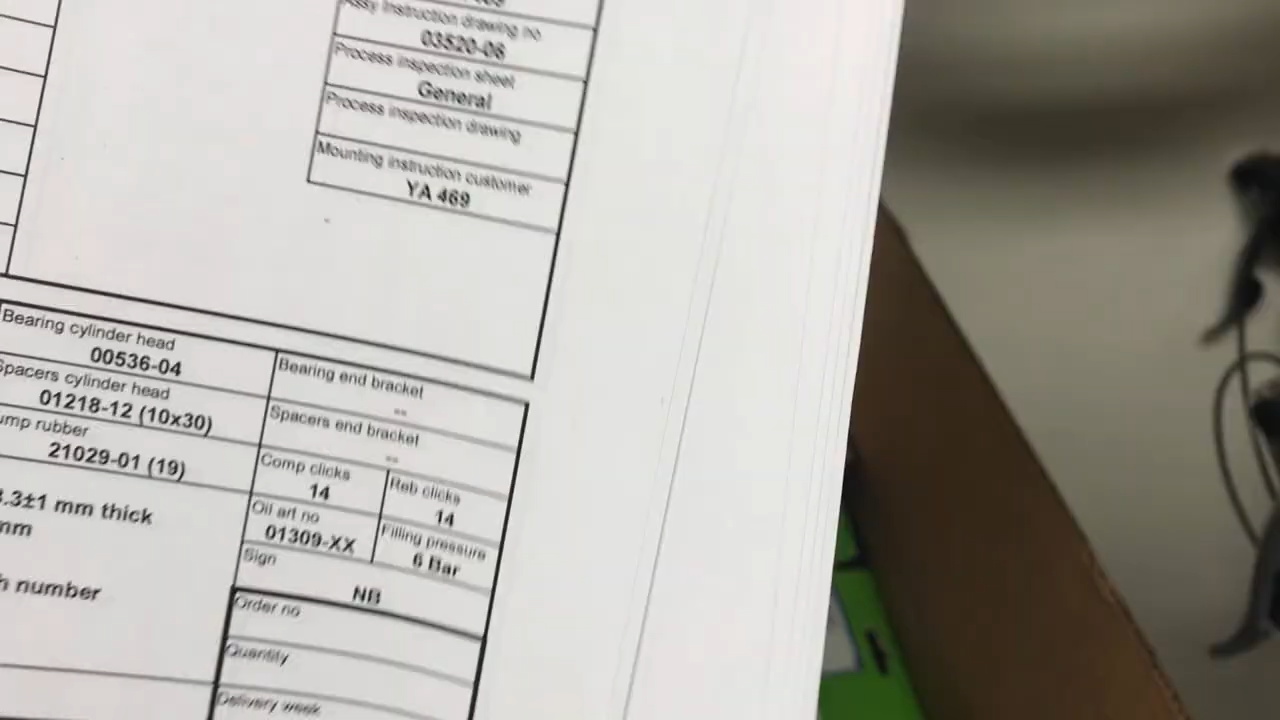 Assy instruction drawing no
03520-06
Process inspection sheet
General
Process inspection drawing
Mounting instruction customer
YA 469
Bearing cylinder head
00536-04
Spacers cylinder head
01218-12 (10x30)
ump rubber
21029-01 (19)
.3±1 mm thick
mm
h number
Bearing end bracket
--
Spacers end bracket
--
Comp clicks
14
Reb clicks
14
Oil art no
01309-XX
Filling pressure
6 Bar
Sign
NB
Order no
Quantity
Delivery week